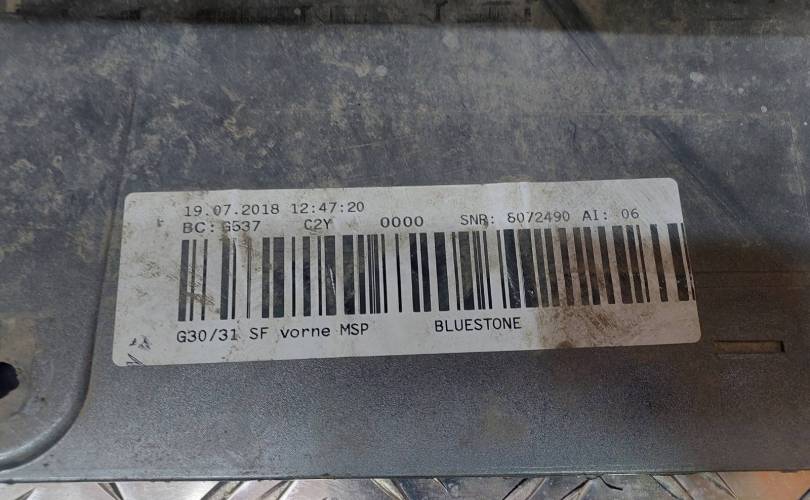 19.07.2018 12:47:20
BC: G537 C2Y 0000 SNR: 8072490 AI: 06
G30/31 SF vorne MSP BLUESTONE